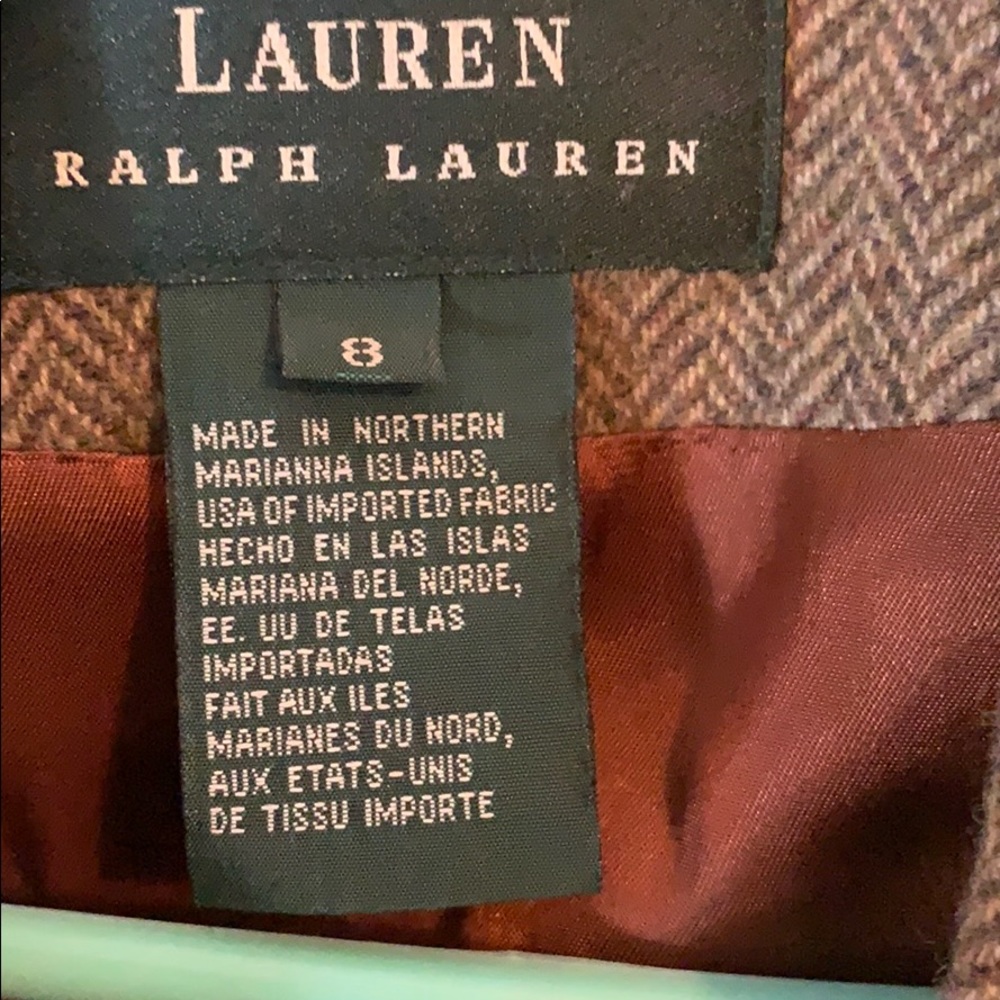 LAUREN
RALPH LAUREN
8
MADE IN NORTHERN
MARIANNA ISLANDS,
USA OF IMPORTED FABRIC
HECHO EN LAS ISLAS
MARIANA DEL NORDE,
EE. UU DE TELAS
IMPORTADAS
FAIT AUX ILES
MARIANES DU NORD,
AUX ETATS-UNIS
DE TISSU IMPORTE